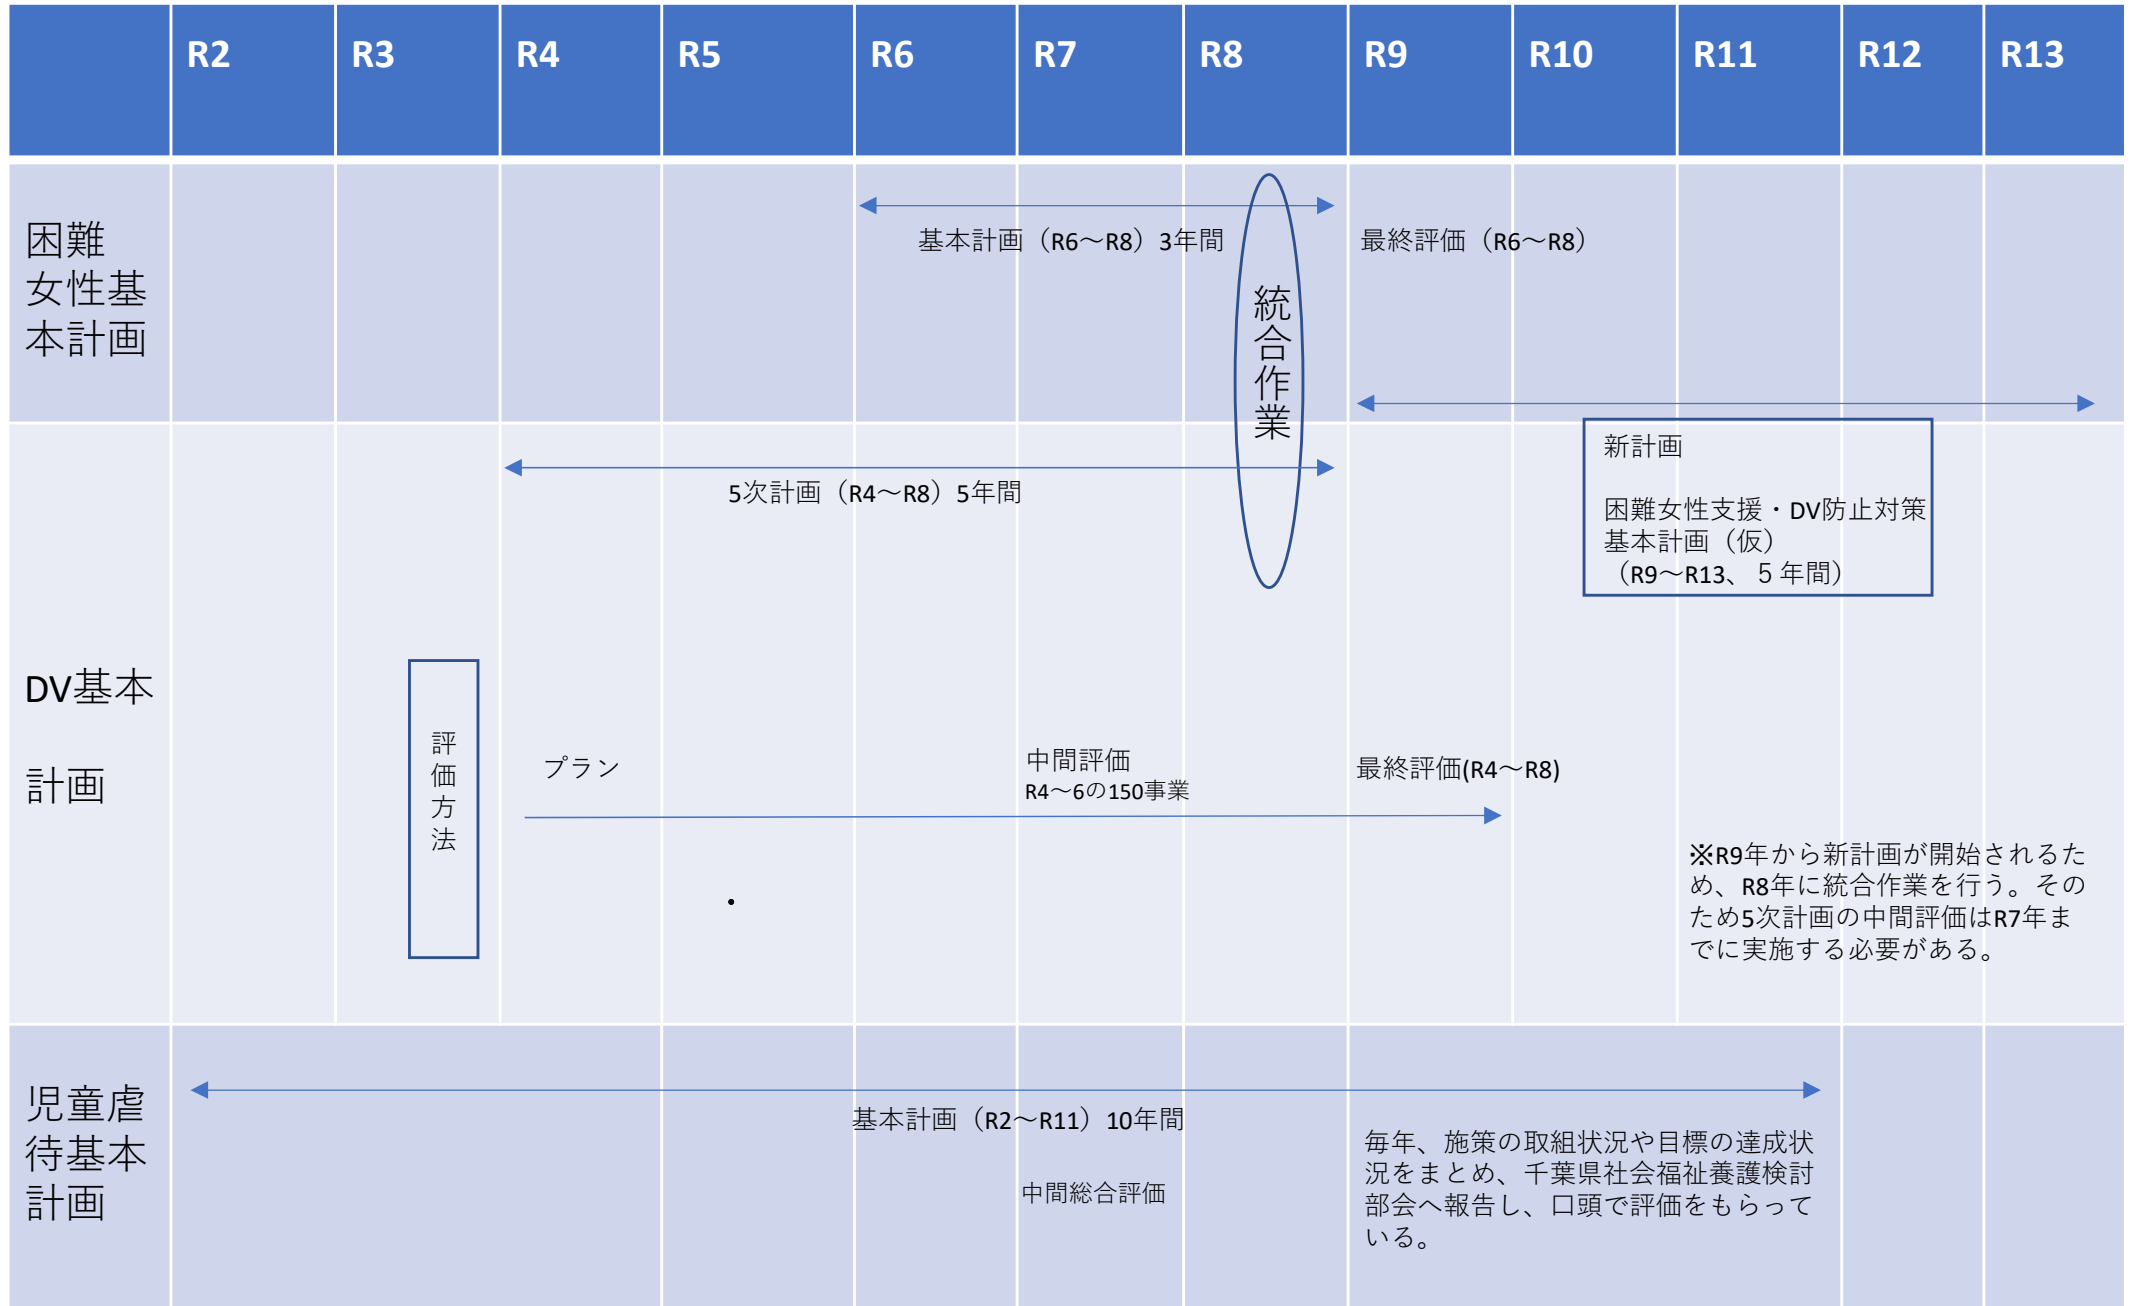 R2
R3
R4
R5
R6
R7
R8
R9
R10
R11
R12
R13
困難
女性基
本計画
基本計画（R6～R8）3年間
最終評価（R6～R8）
統合作業
DV基本
計画
5次計画（R4～R8）5年間
新計画
困難女性支援・DV防止対策
基本計画（仮）
（R9～R13、５年間）
評価方法
プラン
中間評価
R4～6の150事業
最終評価(R4～R8)
※R9年から新計画が開始されるた
め、R8年に統合作業を行う。その
ため5次計画の中間評価はR7年ま
でに実施する必要がある。
・
児童虐
待基本
計画
基本計画（R2～R11）10年間
中間総合評価
毎年、施策の取組状況や目標の達成状
況をまとめ、千葉県社会福祉養護検討
部会へ報告し、口頭で評価をもらって
いる。